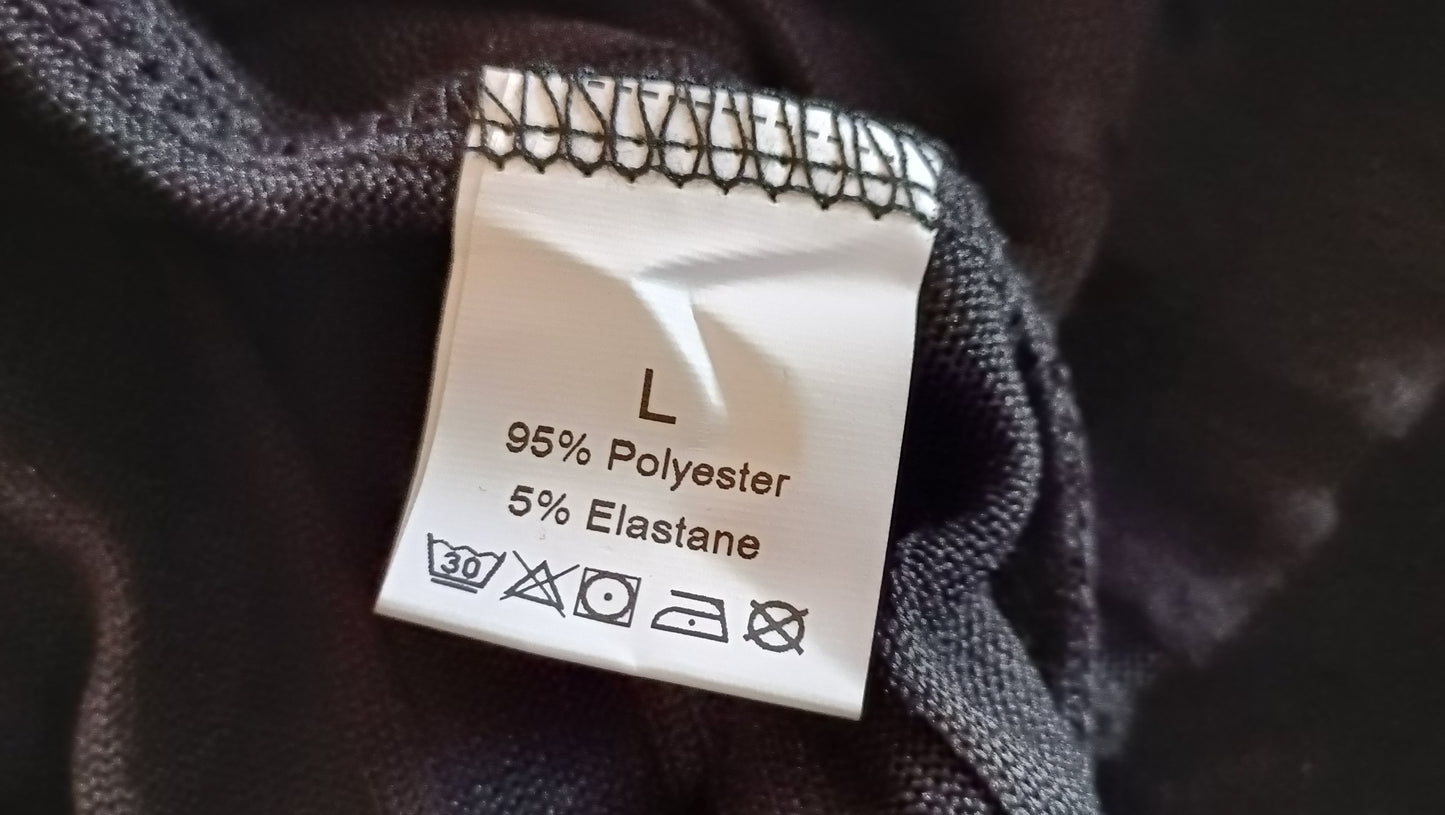 L
95% Polyester
5% Elastane
30